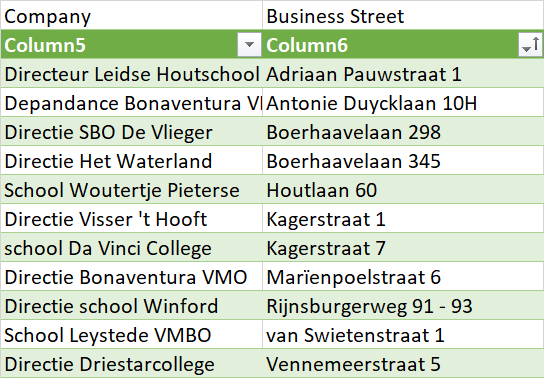 Company Business Street
Column5 Column6
Directeur Leidse Houtschool Adriaan Pauwstraat 1
Depandance Bonaventura Antonie Duycklaan 10H
Directie SBO De Vlieger Boerhaavelaan 298
Directie Het Waterland Boerhaavelaan 345
School Woutertje Pieterse Houtlaan 60
Directie Visser 't Hooft Kagerstraat 1
school Da Vinci College Kagerstraat 7
Directie Bonaventura VMO Marïenpoelstraat 6
Directie school Winford Rijnsburgerweg 91 - 93
School Leystede VMBO van Swietenstraat 1
Directie Driestarcollege Vennemeerstraat 5